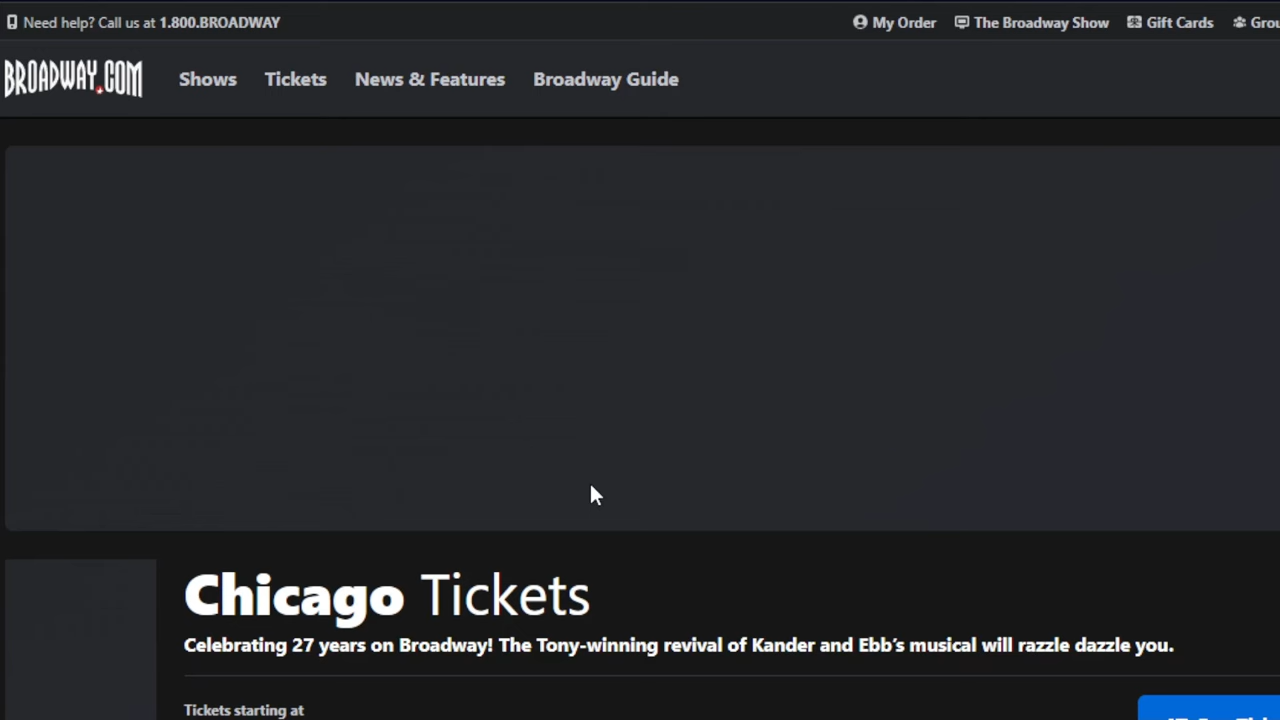 Need help? Call us at 1.800.BROADWAY
My Order The Broadway Show Gift Cards
BROADWAY.COM
Shows Tickets News & Features Broadway Guide
Chicago Tickets
Celebrating 27 years on Broadway! The Tony-winning revival of Kander and Ebb’s musical will razzle dazzle you.
Tickets starting at